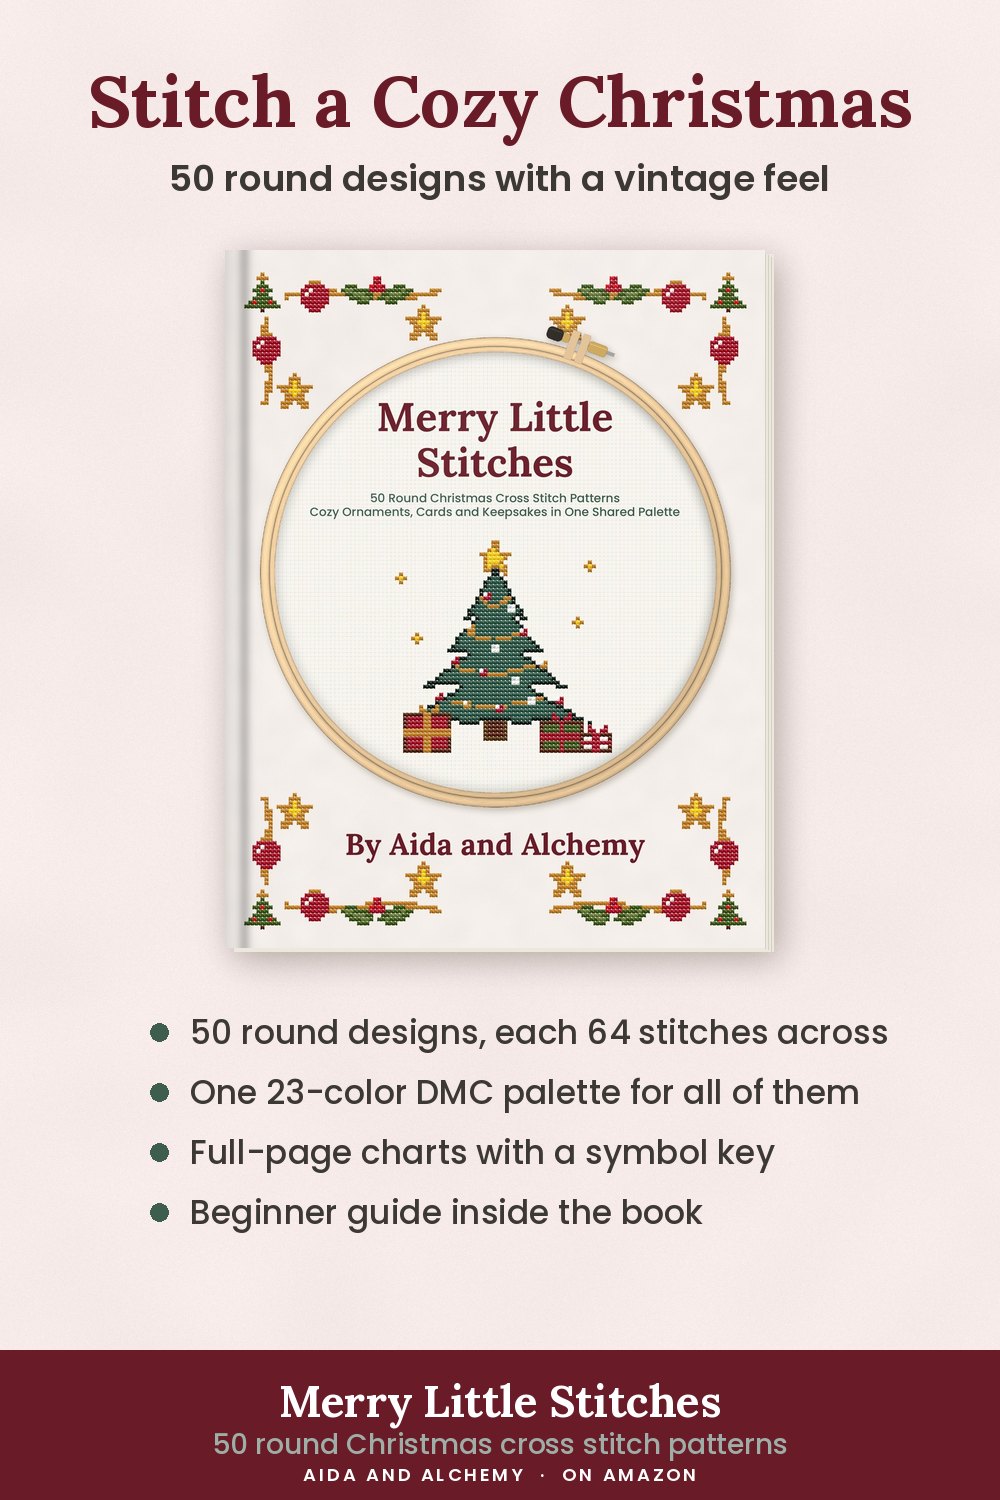 Stitch a Cozy Christmas
50 round designs with a vintage feel
Merry Little
Stitches
50 Round Christmas Cross Stitch Patterns
Cozy Ornaments, Cards and Keepsakes in One Shared Palette
By Aida and Alchemy
50 round designs, each 64 stitches across
One 23-color DMC palette for all of them
Full-page charts with a symbol key
Beginner guide inside the book
Merry Little Stitches
50 round Christmas cross stitch patterns
AIDA AND ALCHEMY · ON AMAZON